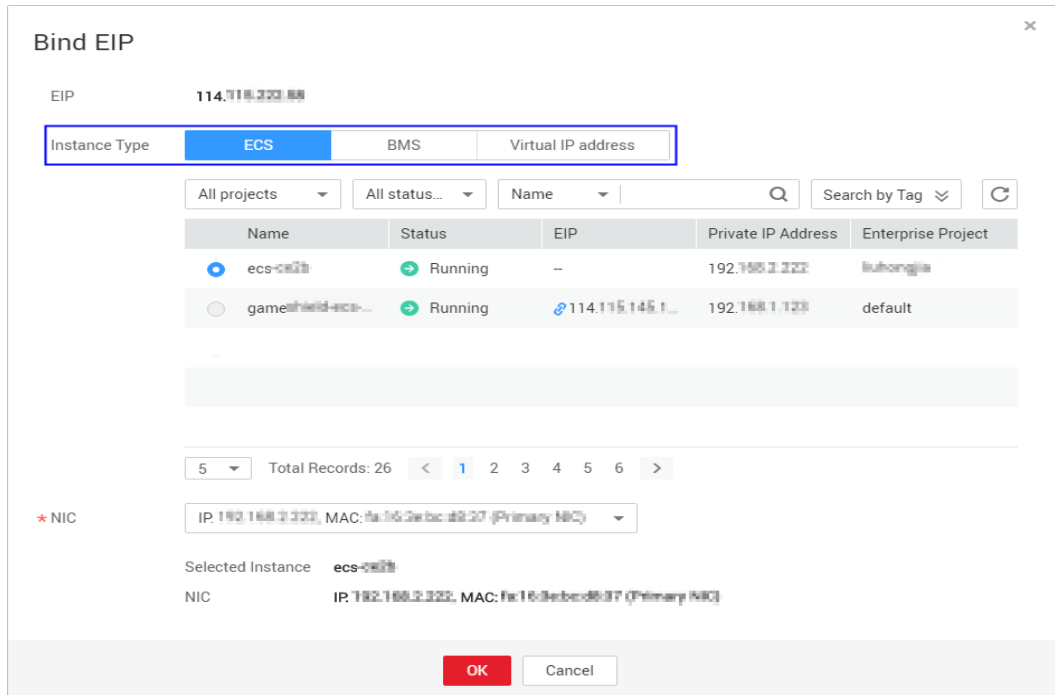 Bind EIP
EIP 114.
Instance Type ECS BMS Virtual IP address
All projects All status... Name Search by Tag
Name Status EIP Private IP Address Enterprise Project
ecs- Running -- 192.
game Running 114. 192. default
5 Total Records: 26 < 1 2 3 4 5 6 >
* NIC IP: MAC:
Selected Instance ecs-
NIC IP: MAC:
OK Cancel